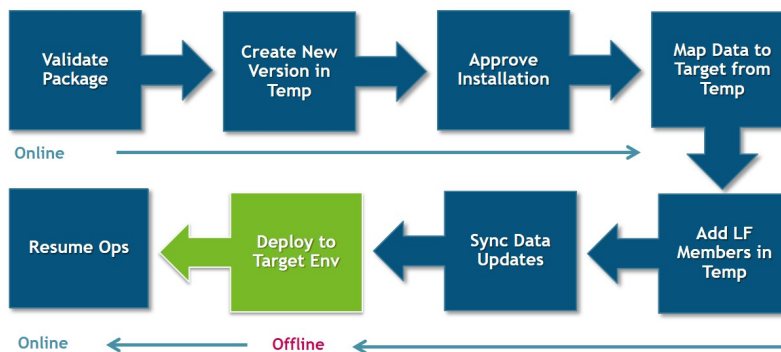 Validate
Package
Create New
Version in
Temp
Approve
Installation
Map Data to
Target from
Temp
Online
Resume Ops
Deploy to
Target Env
Sync Data
Updates
Add LF
Members in
Temp
Online
Offline